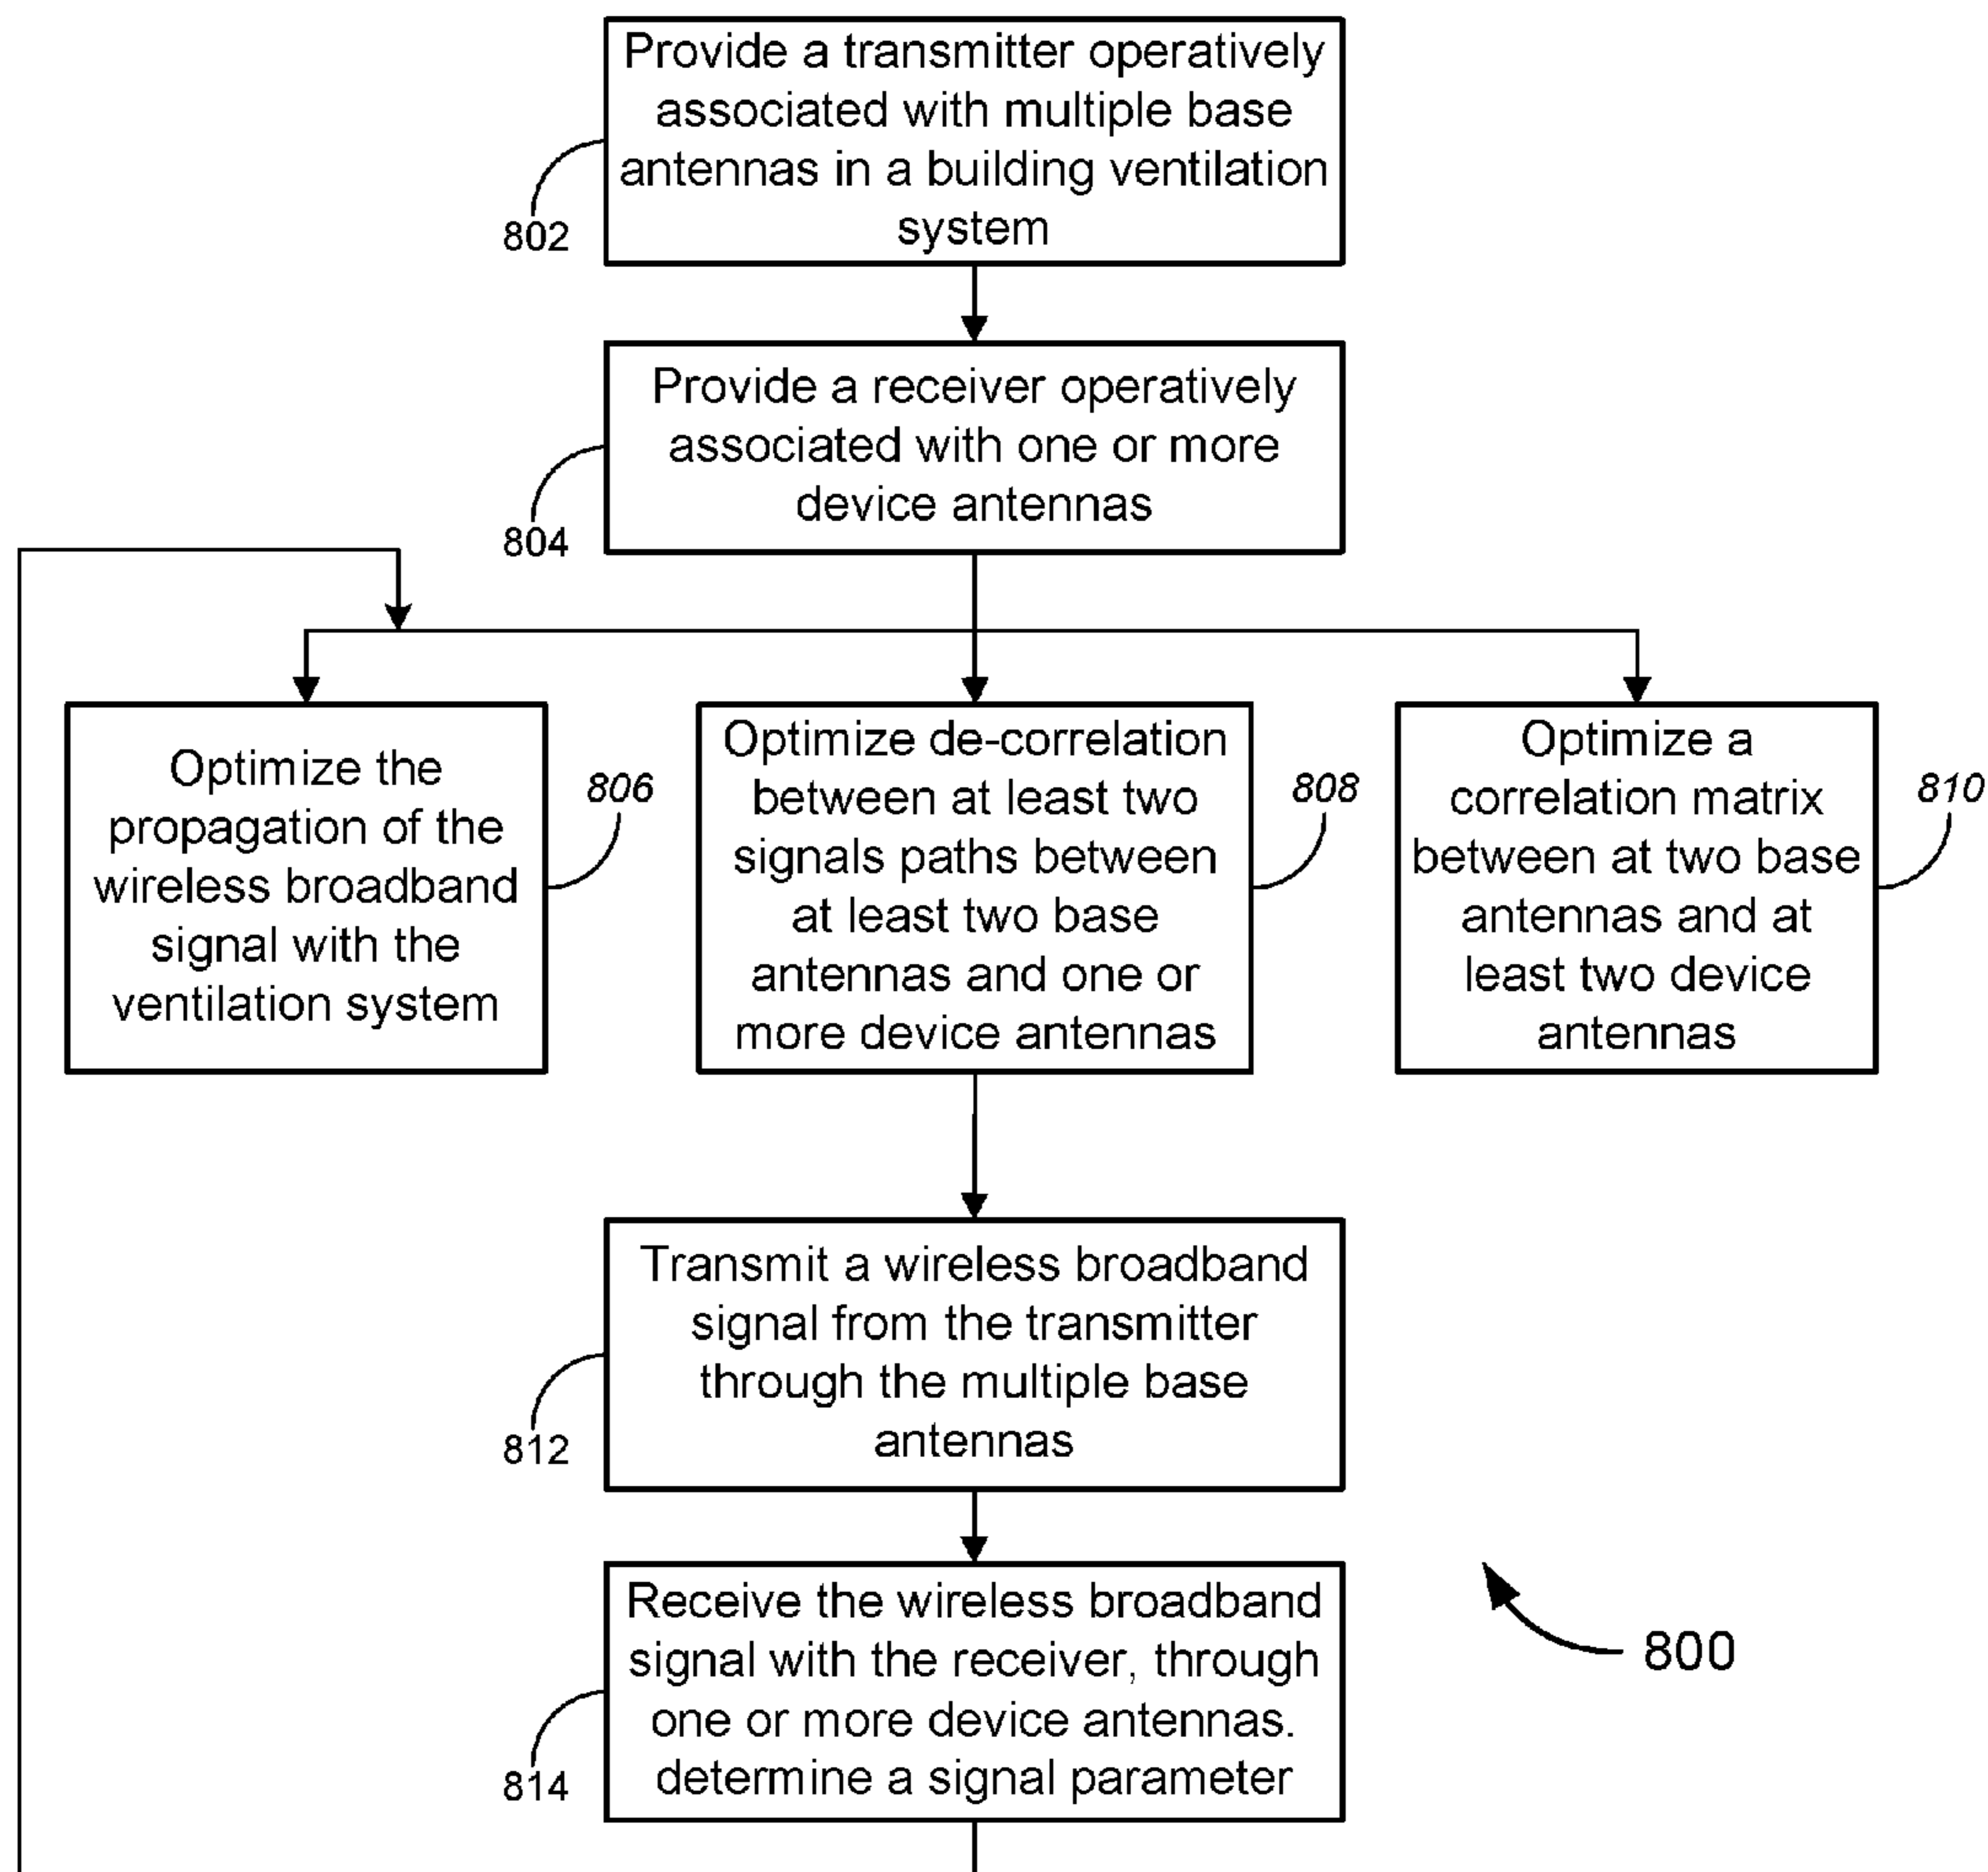 Provide a transmitter operatively
associated with multiple base
antennas in a building ventilation
system
802
Provide a receiver operatively
associated with one or more
device antennas
804
Optimize the
propagation of the
wireless broadband
signal with the
ventilation system
806
Optimize de-correlation
between at least two
signals paths between
at least two base
antennas and one or
more device antennas
808
Optimize a
correlation matrix
between at two base
antennas and at
least two device
antennas
810
Transmit a wireless broadband
signal from the transmitter
through the multiple base
antennas
812
Receive the wireless broadband
signal with the receiver, through
one or more device antennas.
determine a signal parameter
814
800